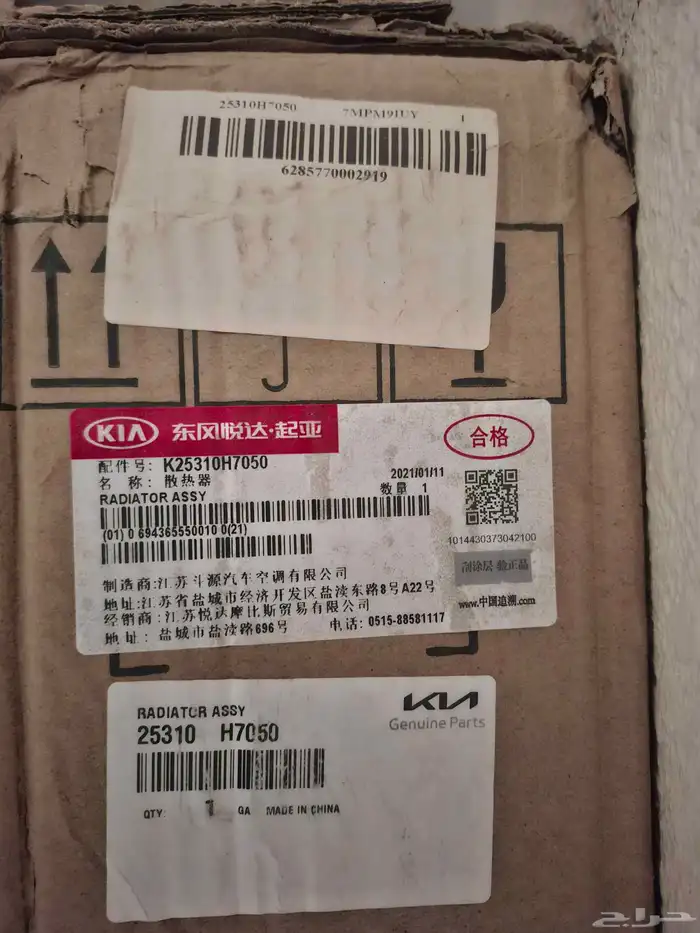 25310H7050 7MPM9IUY 1
6285770002919
KIA 东风悦达·起亚
合格
配件号: K25310H7050
名 称: 散热器
2021/01/11
RADIATOR ASSY
数量 1
(01) 0 694365550010 0(21)
4014430373042100
刮涂层 验正品
制造商:江苏斗源汽车空调有限公司
地址:江苏省盐城市经济开发区盐渎东路8号A22号
www.中国追溯.com
经销商:江苏悦达摩比斯贸易有限公司
地址: 盐城市盐渎路696号 电话: 0515-88581117
RADIATOR ASSY
KIA
Genuine Parts
25310 H7050
QTY: 1 GA MADE IN CHINA
حراج